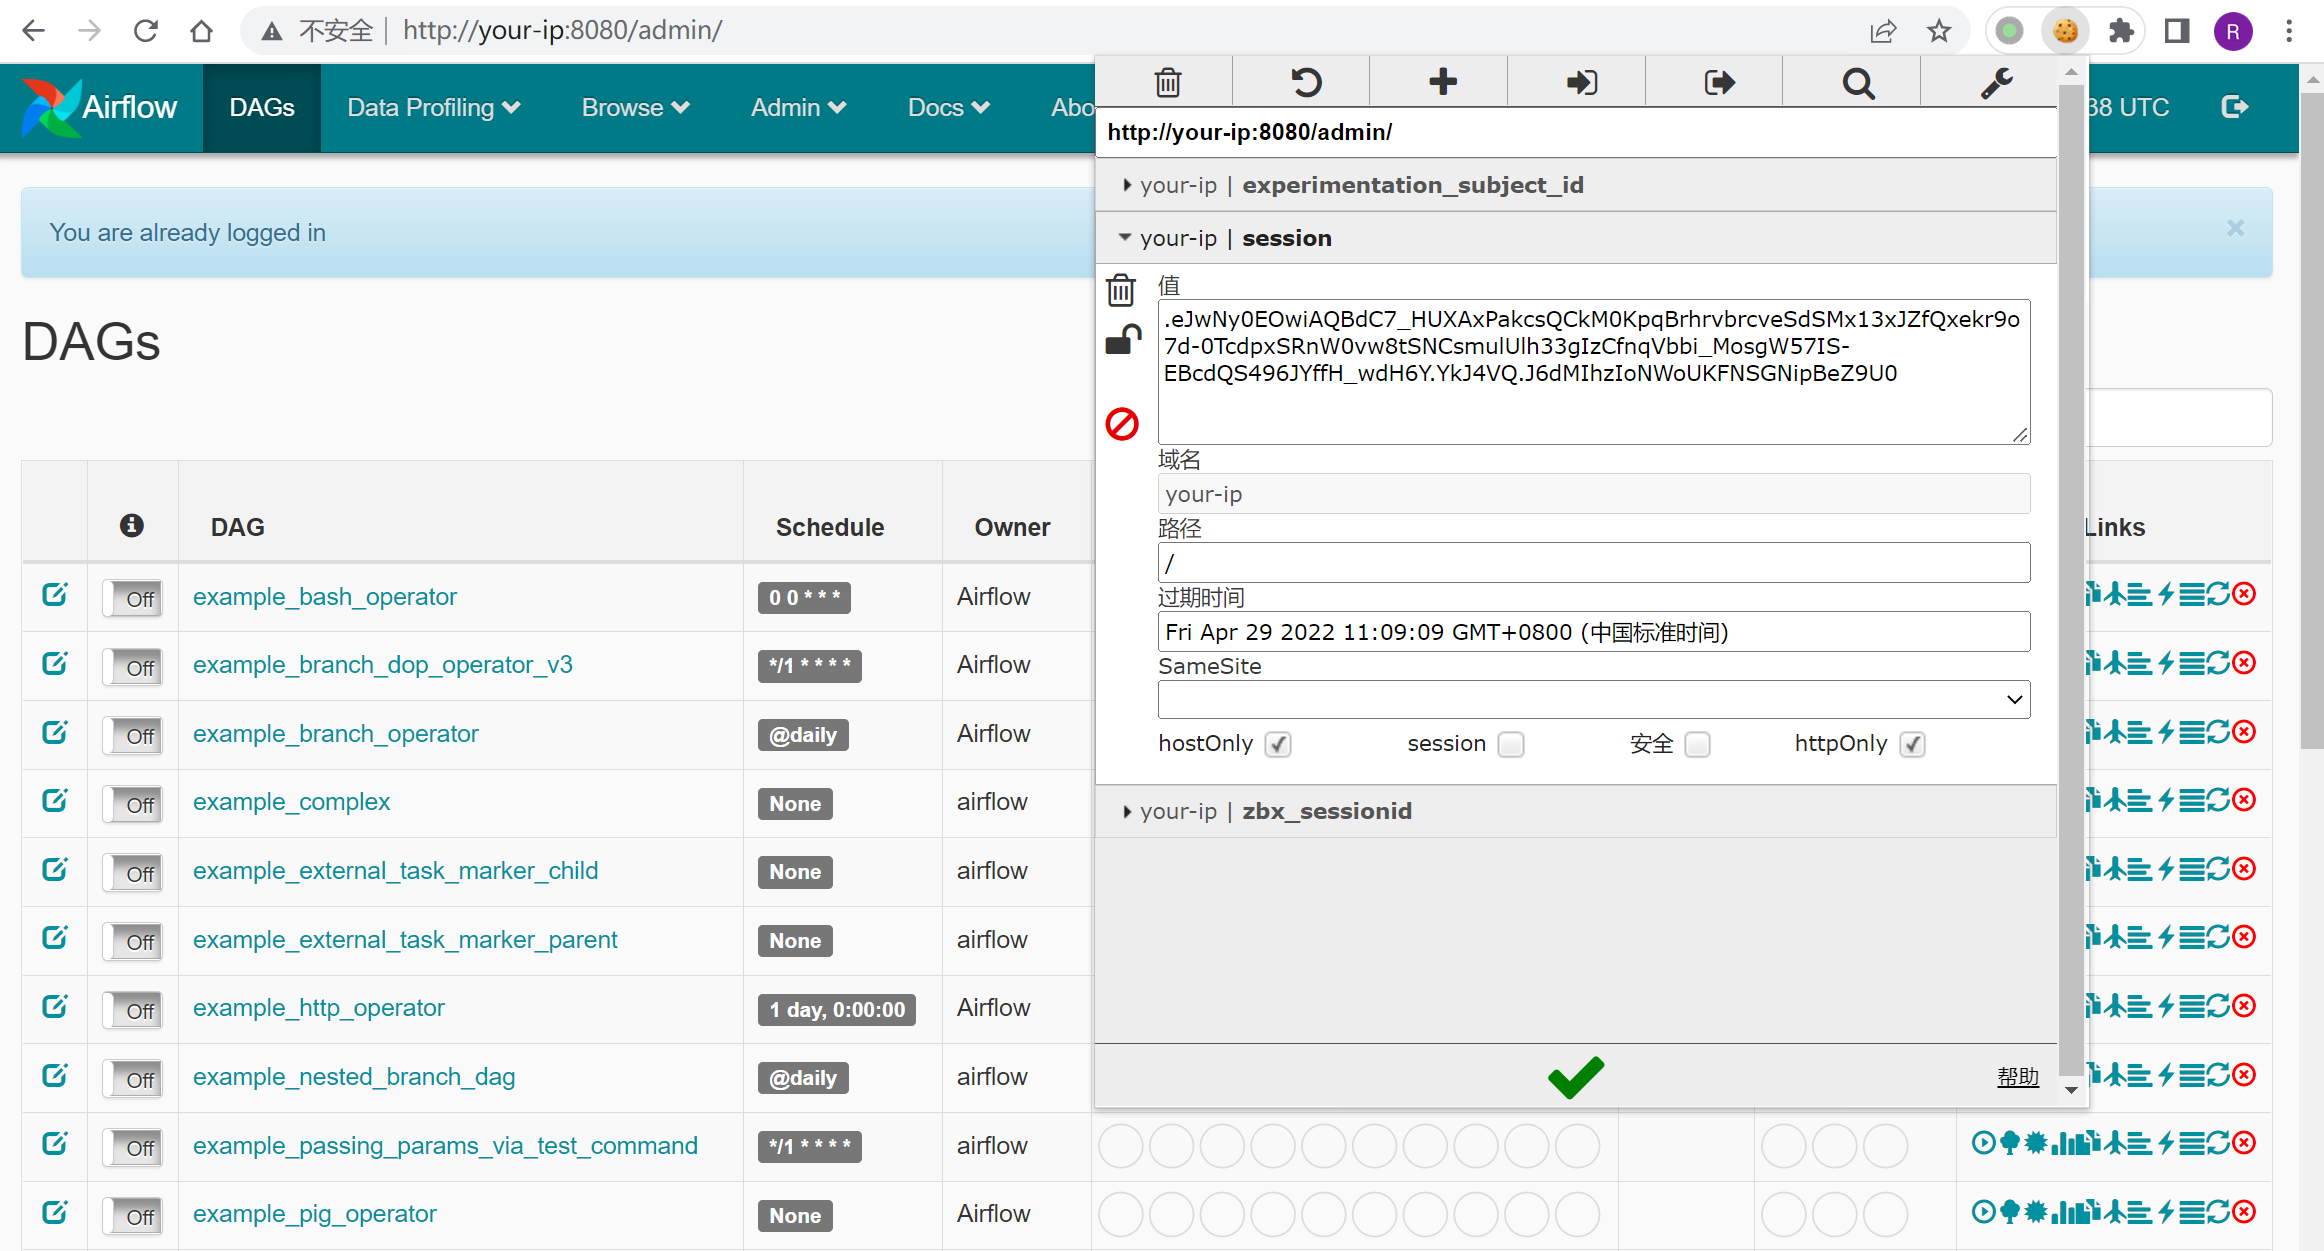 不安全 | http://your-ip:8080/admin/
R
Airflow
DAGs
Data Profiling
Browse
Admin
Docs
Abo
38 UTC
http://your-ip:8080/admin/
your-ip | experimentation_subject_id
your-ip | session
值
.eJwNy0EOwiAQBdC7_HUXAxPakcsQCkM0KpqBrhrvbrcveSdSMx13xJZfQxekr9o
7d-0TcdpxSRnW0vw8tSNCsmulUlh33gIzCfnqVbbi_MosgW57IS-
EBcdQS496JYffH_wdH6Y.YkJ4VQ.J6dMIhzIoNWoUKFNSGNipBeZ9U0
域名
your-ip
路径
/
过期时间
Fri Apr 29 2022 11:09:09 GMT+0800 (中国标准时间)
SameSite
hostOnly
session
安全
httpOnly
your-ip | zbx_sessionid
帮助
You are already logged in
×
DAGs
DAG Schedule Owner Links
Off example_bash_operator 0 0 * * * Airflow
Off example_branch_dop_operator_v3 */1 * * * * Airflow
Off example_branch_operator @daily Airflow
Off example_complex None airflow
Off example_external_task_marker_child None airflow
Off example_external_task_marker_parent None airflow
Off example_http_operator 1 day, 0:00:00 Airflow
Off example_nested_branch_dag @daily airflow
Off example_passing_params_via_test_command */1 * * * * airflow
Off example_pig_operator None Airflow